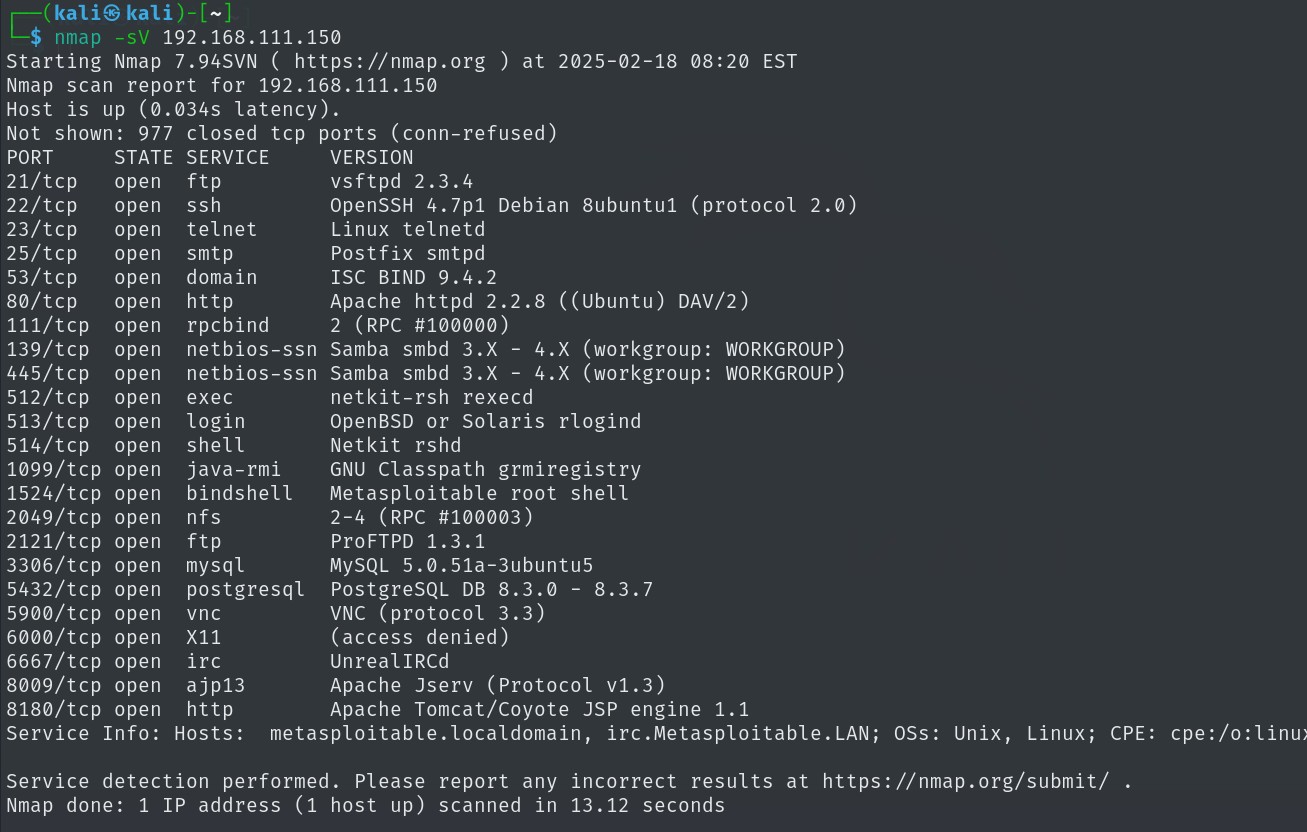 ┌──(kali㉿kali)-[~]
└─$ nmap -sV 192.168.111.150
Starting Nmap 7.94SVN ( https://nmap.org ) at 2025-02-18 08:20 EST
Nmap scan report for 192.168.111.150
Host is up (0.034s latency).
Not shown: 977 closed tcp ports (conn-refused)
PORT     STATE SERVICE     VERSION
21/tcp   open  ftp         vsftpd 2.3.4
22/tcp   open  ssh         OpenSSH 4.7p1 Debian 8ubuntu1 (protocol 2.0)
23/tcp   open  telnet      Linux telnetd
25/tcp   open  smtp        Postfix smtpd
53/tcp   open  domain      ISC BIND 9.4.2
80/tcp   open  http        Apache httpd 2.2.8 ((Ubuntu) DAV/2)
111/tcp  open  rpcbind     2 (RPC #100000)
139/tcp  open  netbios-ssn Samba smbd 3.X - 4.X (workgroup: WORKGROUP)
445/tcp  open  netbios-ssn Samba smbd 3.X - 4.X (workgroup: WORKGROUP)
512/tcp  open  exec        netkit-rsh rexecd
513/tcp  open  login       OpenBSD or Solaris rlogind
514/tcp  open  shell       Netkit rshd
1099/tcp open  java-rmi    GNU Classpath grmiregistry
1524/tcp open  bindshell   Metasploitable root shell
2049/tcp open  nfs         2-4 (RPC #100003)
2121/tcp open  ftp         ProFTPD 1.3.1
3306/tcp open  mysql       MySQL 5.0.51a-3ubuntu5
5432/tcp open  postgresql  PostgreSQL DB 8.3.0 - 8.3.7
5900/tcp open  vnc         VNC (protocol 3.3)
6000/tcp open  X11         (access denied)
6667/tcp open  irc         UnrealIRCd
8009/tcp open  ajp13       Apache Jserv (Protocol v1.3)
8180/tcp open  http        Apache Tomcat/Coyote JSP engine 1.1
Service Info: Hosts:  metasploitable.localdomain, irc.Metasploitable.LAN; OSs: Unix, Linux; CPE: cpe:/o:linu
Service detection performed. Please report any incorrect results at https://nmap.org/submit/ .
Nmap done: 1 IP address (1 host up) scanned in 13.12 seconds